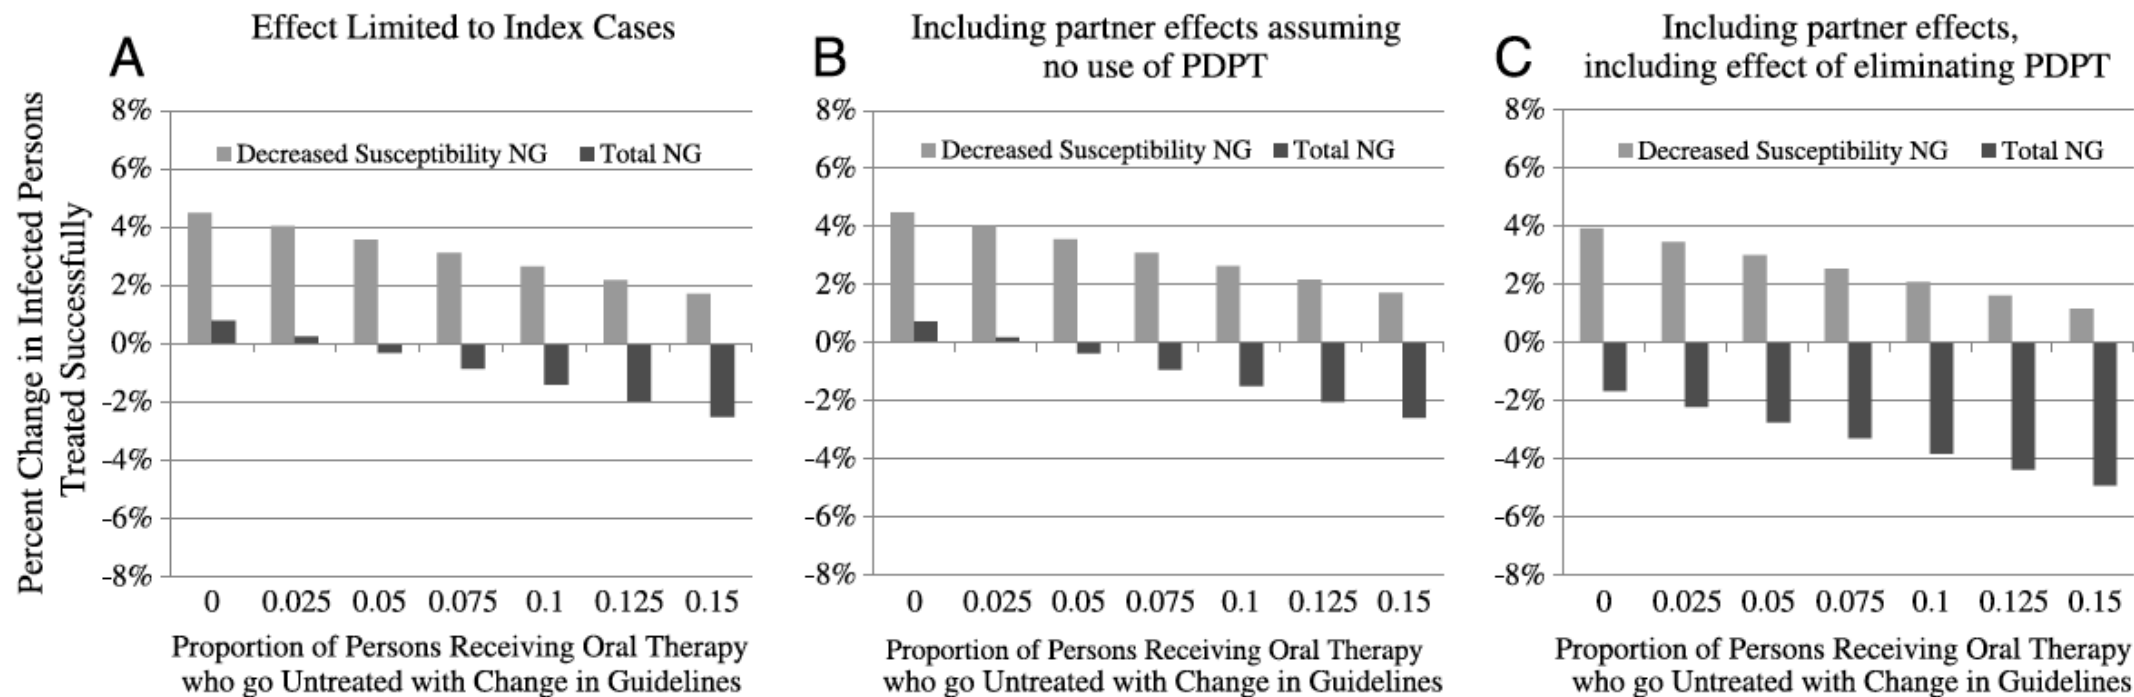 A
Effect Limited to Index Cases
Percent Change in Infected Persons
Treated Successfully
8%
6%
4%
2%
0%
-2%
-4%
-6%
-8%
Decreased Susceptibility NG
Total NG
0 0.025 0.05 0.075 0.1 0.125 0.15
Proportion of Persons Receiving Oral Therapy
who go Untreated with Change in Guidelines
B
Including partner effects assuming
no use of PDPT
8%
6%
4%
2%
0%
-2%
-4%
-6%
-8%
Decreased Susceptibility NG
Total NG
0 0.025 0.05 0.075 0.1 0.125 0.15
Proportion of Persons Receiving Oral Therapy
who go Untreated with Change in Guidelines
C
Including partner effects,
including effect of eliminating PDPT
8%
6%
4%
2%
0%
-2%
-4%
-6%
-8%
Decreased Susceptibility NG
Total NG
0 0.025 0.05 0.075 0.1 0.125 0.15
Proportion of Persons Receiving Oral Therapy
who go Untreated with Change in Guidelines